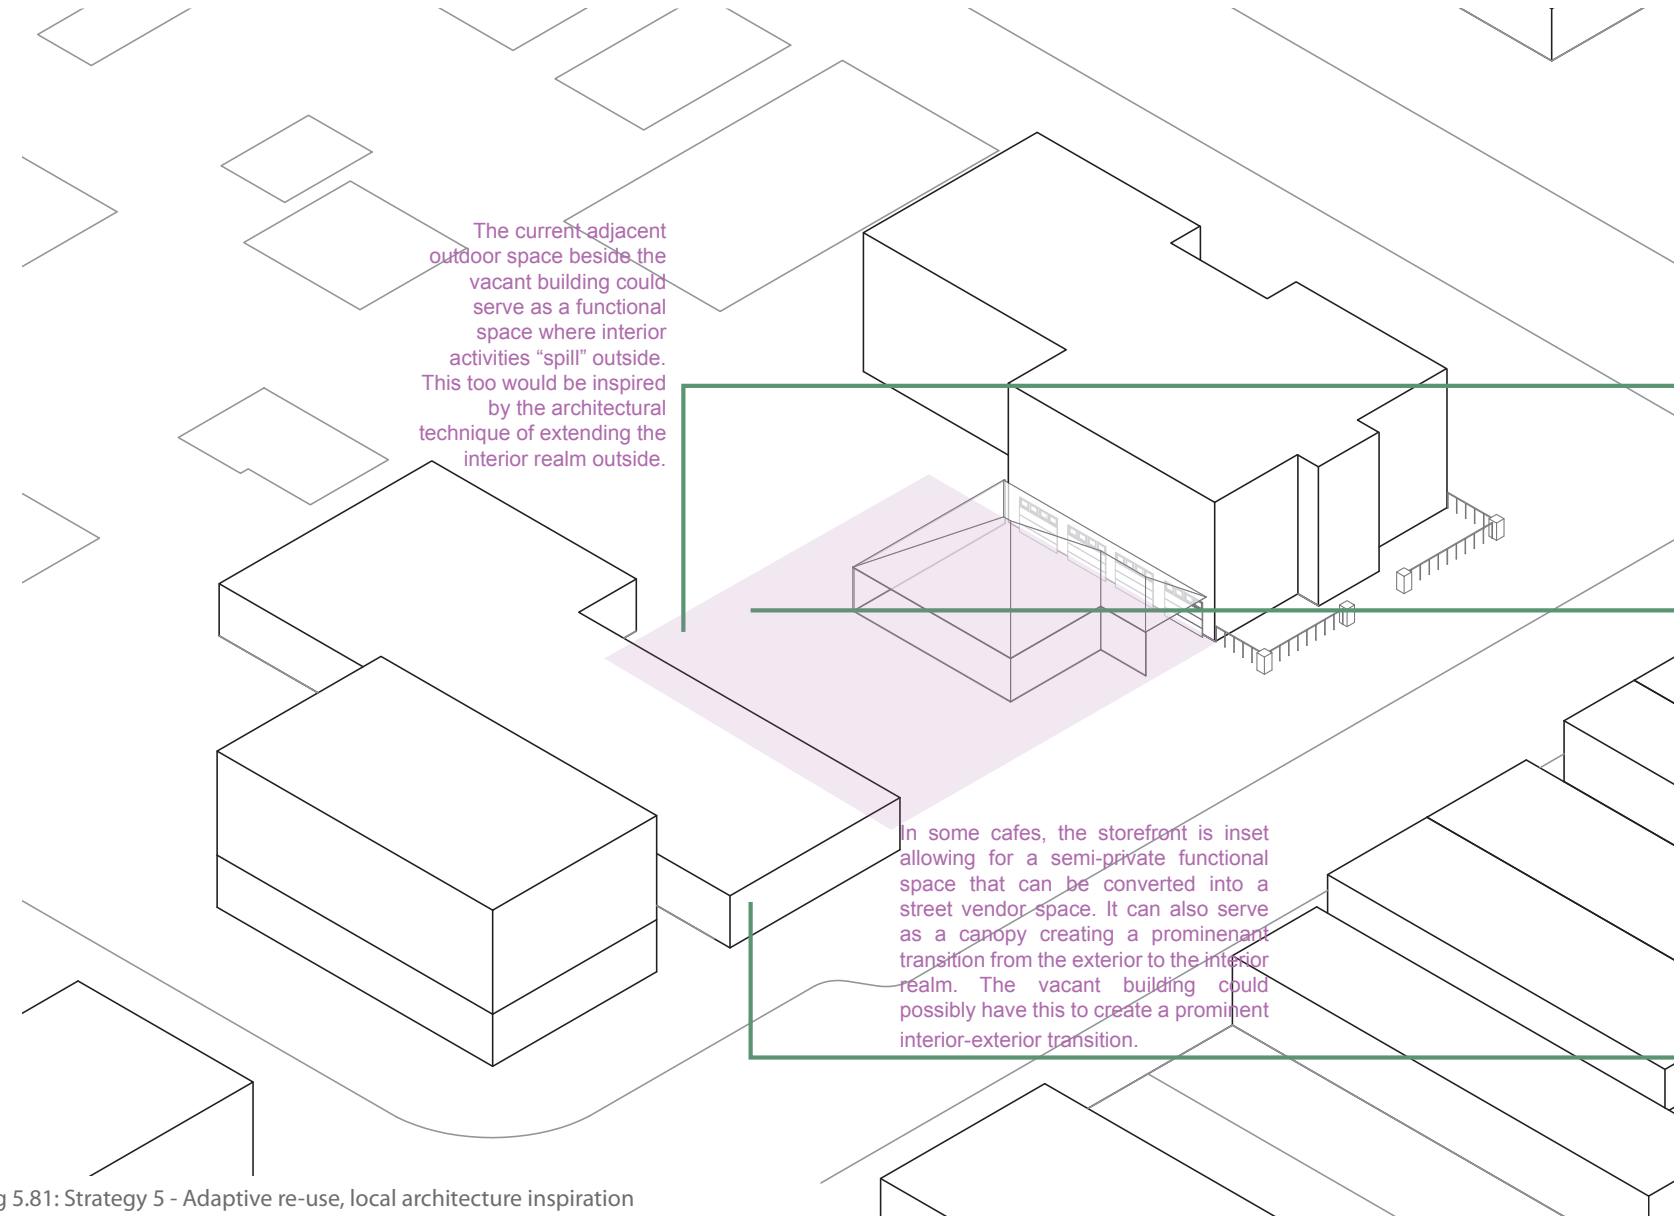 The current adjacent
outdoor space beside the
vacant building could
serve as a functional
space where interior
activities “spill” outside.
This too would be inspired
by the architectural
technique of extending the
interior realm outside.
In some cafes, the storefront is inset
allowing for a semi-private functional
space that can be converted into a
street vendor space. It can also serve
as a canopy creating a prominenant
transition from the exterior to the interior
realm. The vacant building could
possibly have this to create a prominent
interior-exterior transition.
g 5.81: Strategy 5 - Adaptive re-use, local architecture inspiration